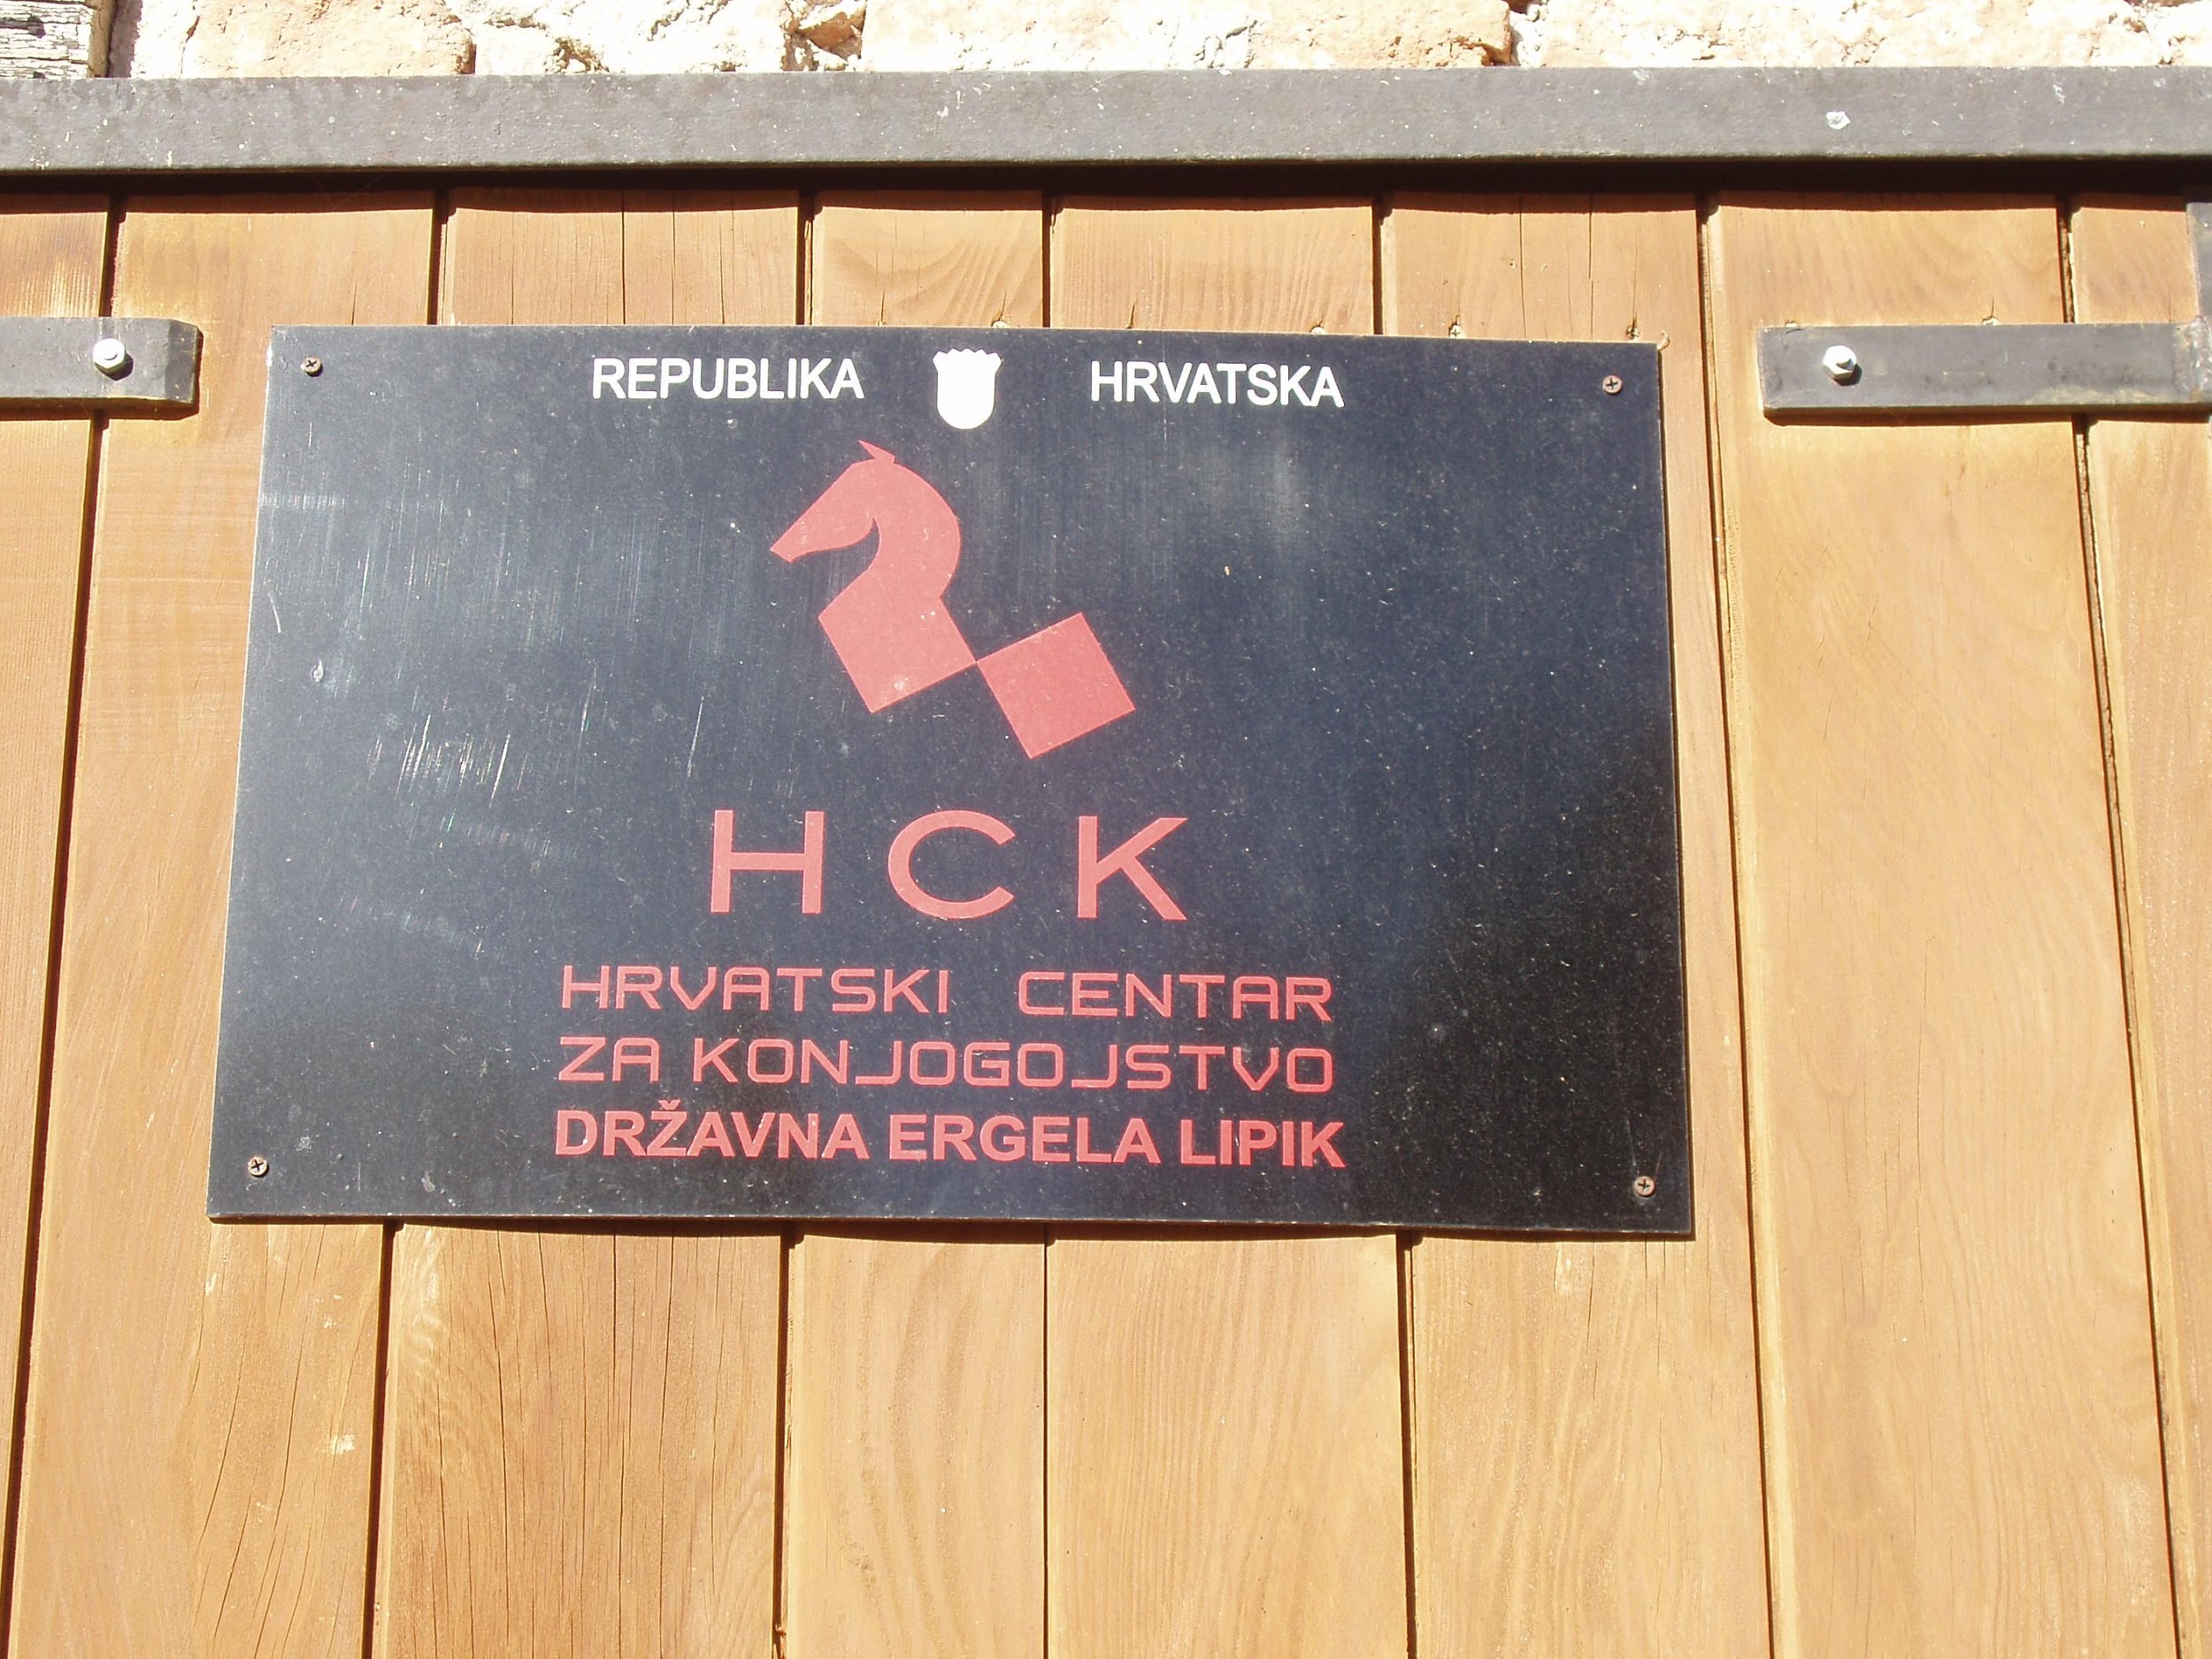 REPUBLIKA HRVATSKA
HCK
HRVATSKI CENTAR
ZA KONJOGOJSTVO
DRŽAVNA ERGELA LIPIK